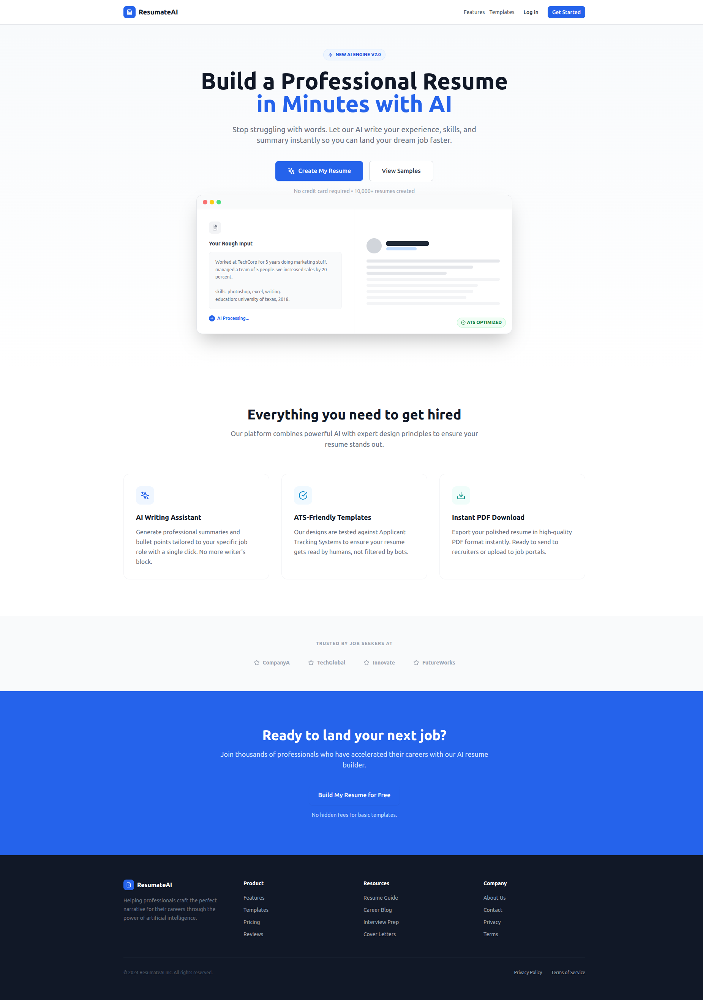 ResumateAI
Features Templates Log in Get Started
NEW AI ENGINE V2.0
Build a Professional Resume
in Minutes with AI
Stop struggling with words. Let our AI write your experience, skills, and
summary instantly so you can land your dream job faster.
Create My Resume View Samples
No credit card required • 10,000+ resumes created
Your Rough Input
Worked at TechCorp for 3 years doing marketing stuff.
managed a team of 5 people. we increased sales by 20
percent.
skills: photoshop, excel, writing.
education: university of texas, 2018.
AI Processing...
ATS OPTIMIZED
Everything you need to get hired
Our platform combines powerful AI with expert design principles to ensure your
resume stands out.
AI Writing Assistant
Generate professional summaries and
bullet points tailored to your specific job
role with a single click. No more writer's
block.
ATS-Friendly Templates
Our designs are tested against Applicant
Tracking Systems to ensure your resume
gets read by humans, not filtered by bots.
Instant PDF Download
Export your polished resume in high-quality
PDF format instantly. Ready to send to
recruiters or upload to job portals.
TRUSTED BY JOB SEEKERS AT
CompanyA TechGlobal Innovate FutureWorks
Ready to land your next job?
Join thousands of professionals who have accelerated their careers with our AI resume
builder.
Build My Resume for Free
No hidden fees for basic templates.
ResumateAI
Helping professionals craft the perfect
narrative for their careers through the
power of artificial intelligence.
Product
Features
Templates
Pricing
Reviews
Resources
Resume Guide
Career Blog
Interview Prep
Cover Letters
Company
About Us
Contact
Privacy
Terms
© 2024 ResumateAI Inc. All rights reserved.
Privacy Policy Terms of Service